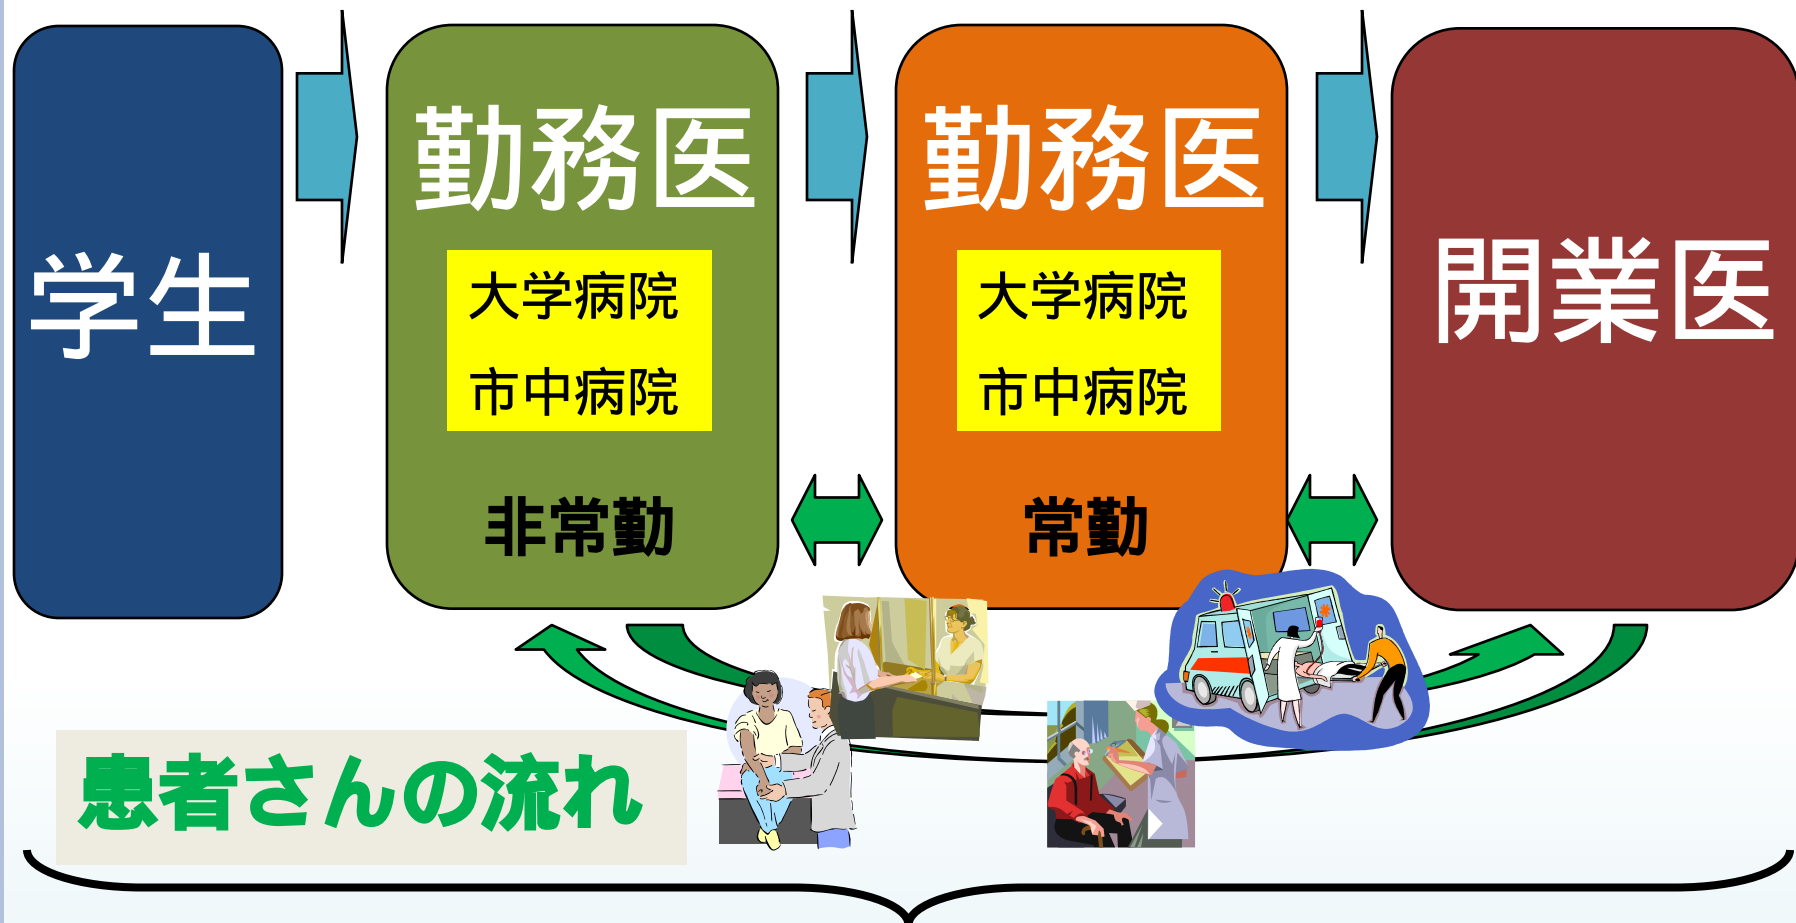 学生
勤務医
大学病院
市中病院
非常勤
勤務医
大学病院
市中病院
常勤
開業医
患者さんの流れ